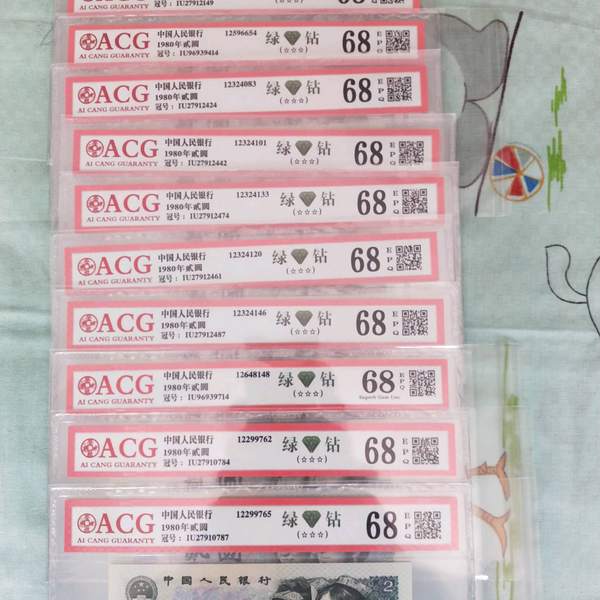 冠号： IU27912149
68
ACG
AI CANG GUARANTY
中国人民银行
1980年贰圆
冠号： IU96939414
12596654
绿 钻
(☆☆☆)
68
E
P
Q
ACG
AI CANG GUARANTY
中国人民银行
1980年贰圆
冠号： IU27912424
12324083
绿 钻
(☆☆☆)
68
E
P
Q
ACG
AI CANG GUARANTY
中国人民银行
1980年贰圆
冠号： IU27912442
12324101
绿 钻
(☆☆☆)
68
E
P
Q
ACG
AI CANG GUARANTY
中国人民银行
1980年贰圆
冠号： IU27912474
12324133
绿 钻
(☆☆☆)
68
E
P
Q
ACG
AI CANG GUARANTY
中国人民银行
1980年贰圆
冠号： IU27912461
12324120
绿 钻
(☆☆☆)
68
E
P
Q
ACG
AI CANG GUARANTY
中国人民银行
1980年贰圆
冠号： IU27912487
12324146
绿 钻
(☆☆☆)
68
E
P
Q
ACG
AI CANG GUARANTY
中国人民银行
1980年贰圆
冠号： IU96939714
12648148
绿 钻
(☆☆☆)
68
E
P
Q
Superb Gem Unc
ACG
AI CANG GUARANTY
中国人民银行
1980年贰圆
冠号： IU27910784
12299762
绿 钻
(☆☆☆)
68
E
P
Q
ACG
AI CANG GUARANTY
中国人民银行
1980年贰圆
冠号： IU27910787
12299765
绿 钻
(☆☆☆)
68
E
P
Q
贰圆
中国人民银行
2